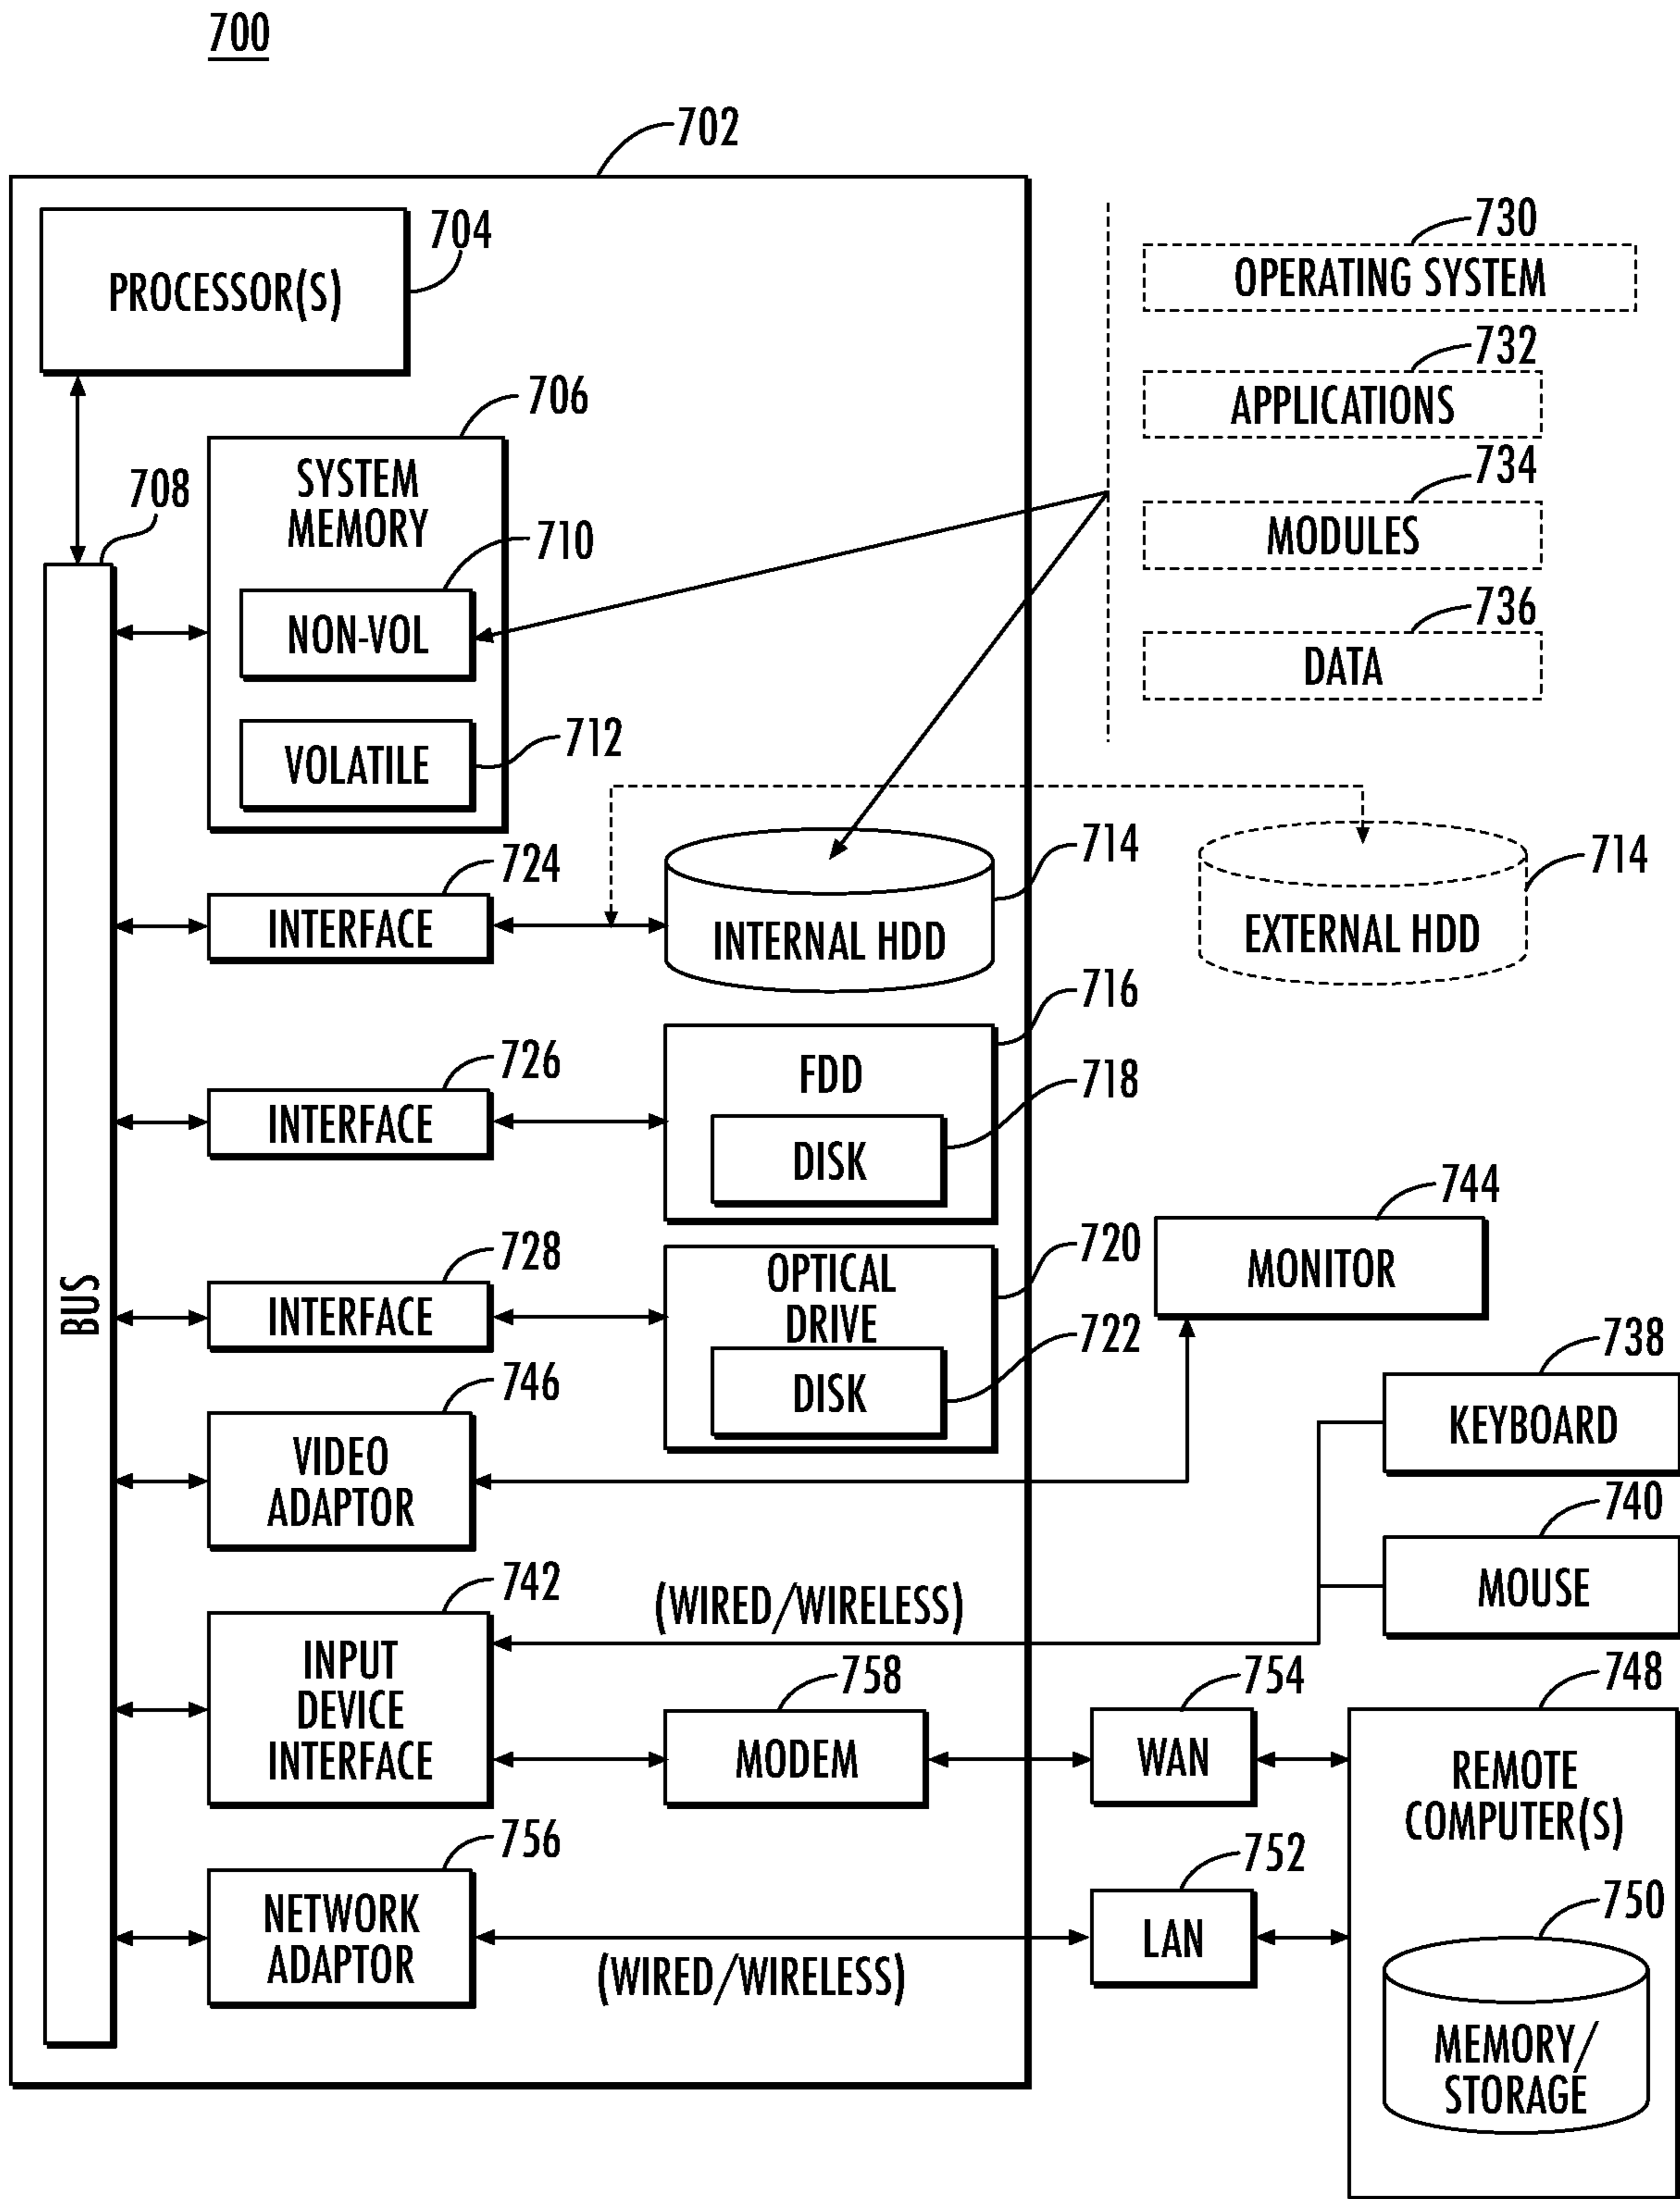 700
702
704
PROCESSOR(S)
730
OPERATING SYSTEM
732
APPLICATIONS
706
SYSTEM
MEMORY
708
734
MODULES
710
NON-VOL
736
DATA
712
VOLATILE
724
INTERFACE
714
INTERNAL HDD
714
EXTERNAL HDD
716
FDD
726
INTERFACE
718
DISK
744
MONITOR
728
INTERFACE
720
OPTICAL
DRIVE
BUS
722
DISK
738
KEYBOARD
746
VIDEO
ADAPTOR
740
MOUSE
742
(WIRED/WIRELESS)
INPUT
DEVICE
INTERFACE
758
MODEM
754
WAN
748
REMOTE
COMPUTER(S)
756
NETWORK
ADAPTOR
(WIRED/WIRELESS)
752
LAN
750
MEMORY/
STORAGE